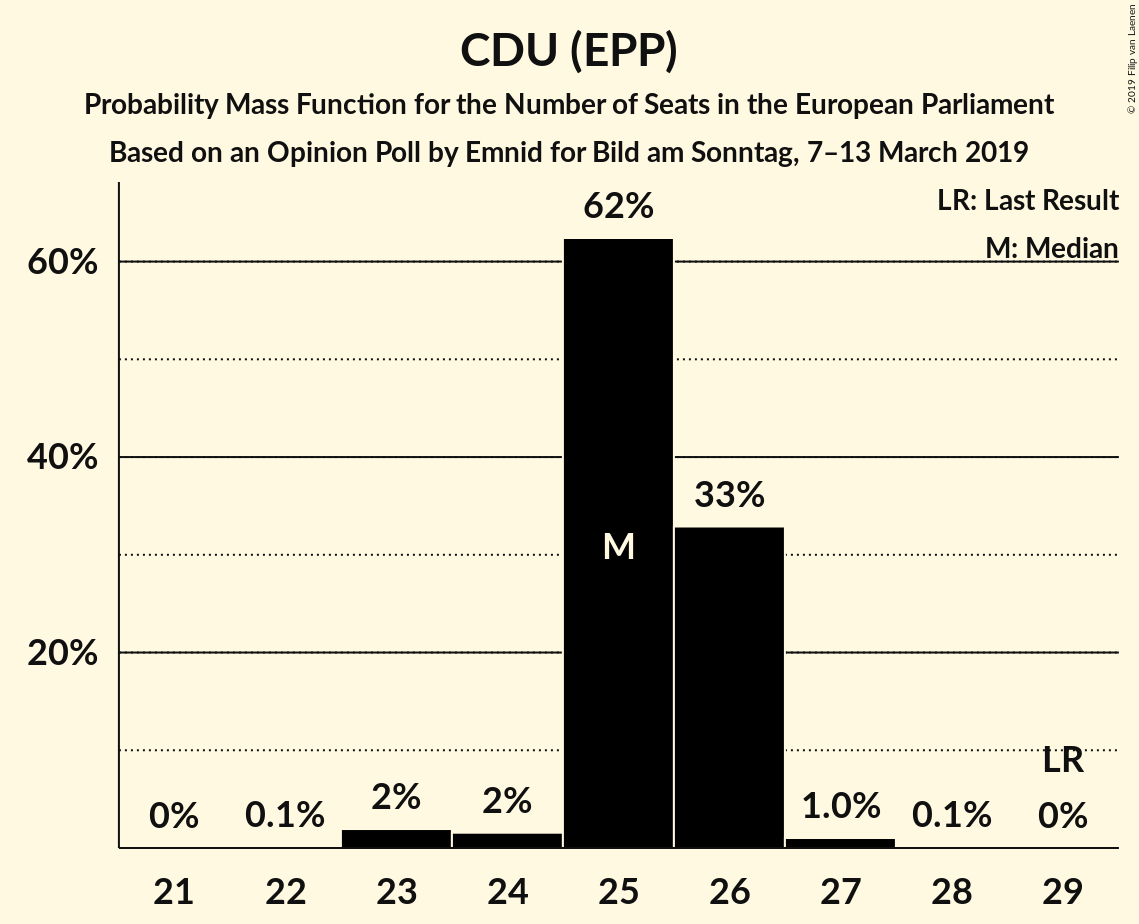 CDU (EPP)
Probability Mass Function for the Number of Seats in the European Parliament
Based on an Opinion Poll by Emnid for Bild am Sonntag, 7–13 March 2019
© 2019 Filip van Laenen
LR: Last Result
M: Median
60%
40%
20%
0%
0.1%
2%
2%
62%
M
33%
1.0%
0.1%
LR
0%
21
22
23
24
25
26
27
28
29